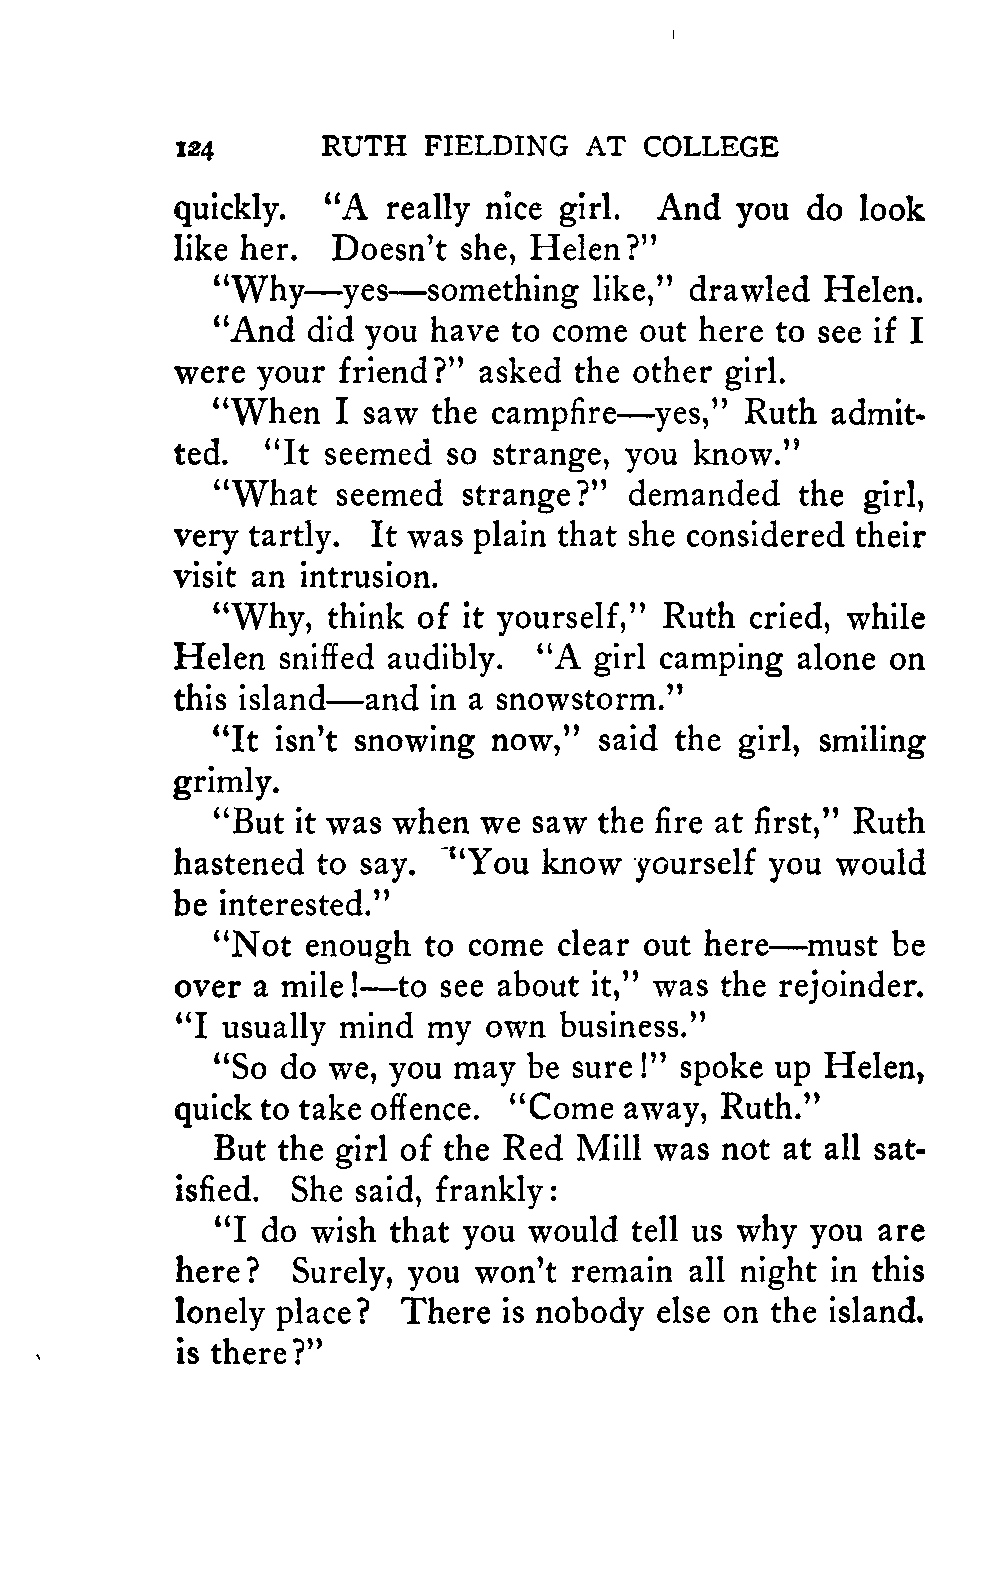 124 RUTH FIELDING AT COLLEGE
quickly. “A really nice girl. And you do look
like her. Doesn’t she, Helen?”
“Why—yes—something like,” drawled Helen.
“And did you have to come out here to see if I
were your friend?” asked the other girl.
“When I saw the campfire—yes,” Ruth admit-
ted. “It seemed so strange, you know.”
“What seemed strange?” demanded the girl,
very tartly. It was plain that she considered their
visit an intrusion.
“Why, think of it yourself,” Ruth cried, while
Helen sniffed audibly. “A girl camping alone on
this island—and in a snowstorm.”
“It isn’t snowing now,” said the girl, smiling
grimly.
“But it was when we saw the fire at first,” Ruth
hastened to say. “You know yourself you would
be interested.”
“Not enough to come clear out here—must be
over a mile!—to see about it,” was the rejoinder.
“I usually mind my own business.”
“So do we, you may be sure!” spoke up Helen,
quick to take offence. “Come away, Ruth.”
But the girl of the Red Mill was not at all sat-
isfied. She said, frankly:
“I do wish that you would tell us why you are
here? Surely, you won’t remain all night in this
lonely place? There is nobody else on the island.
is there?”